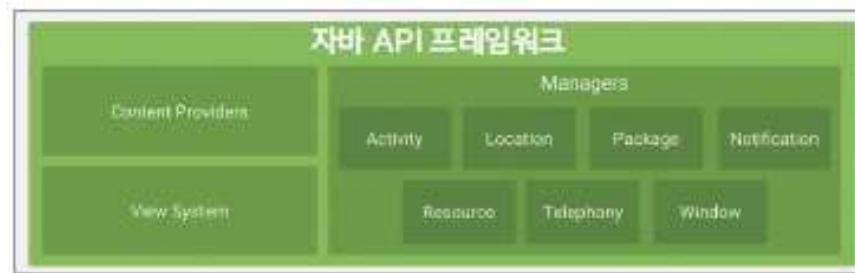 자바 API 프레임워크
Content Providers
Managers
Activity Location Package Notification
View System
Resource Telephony Window